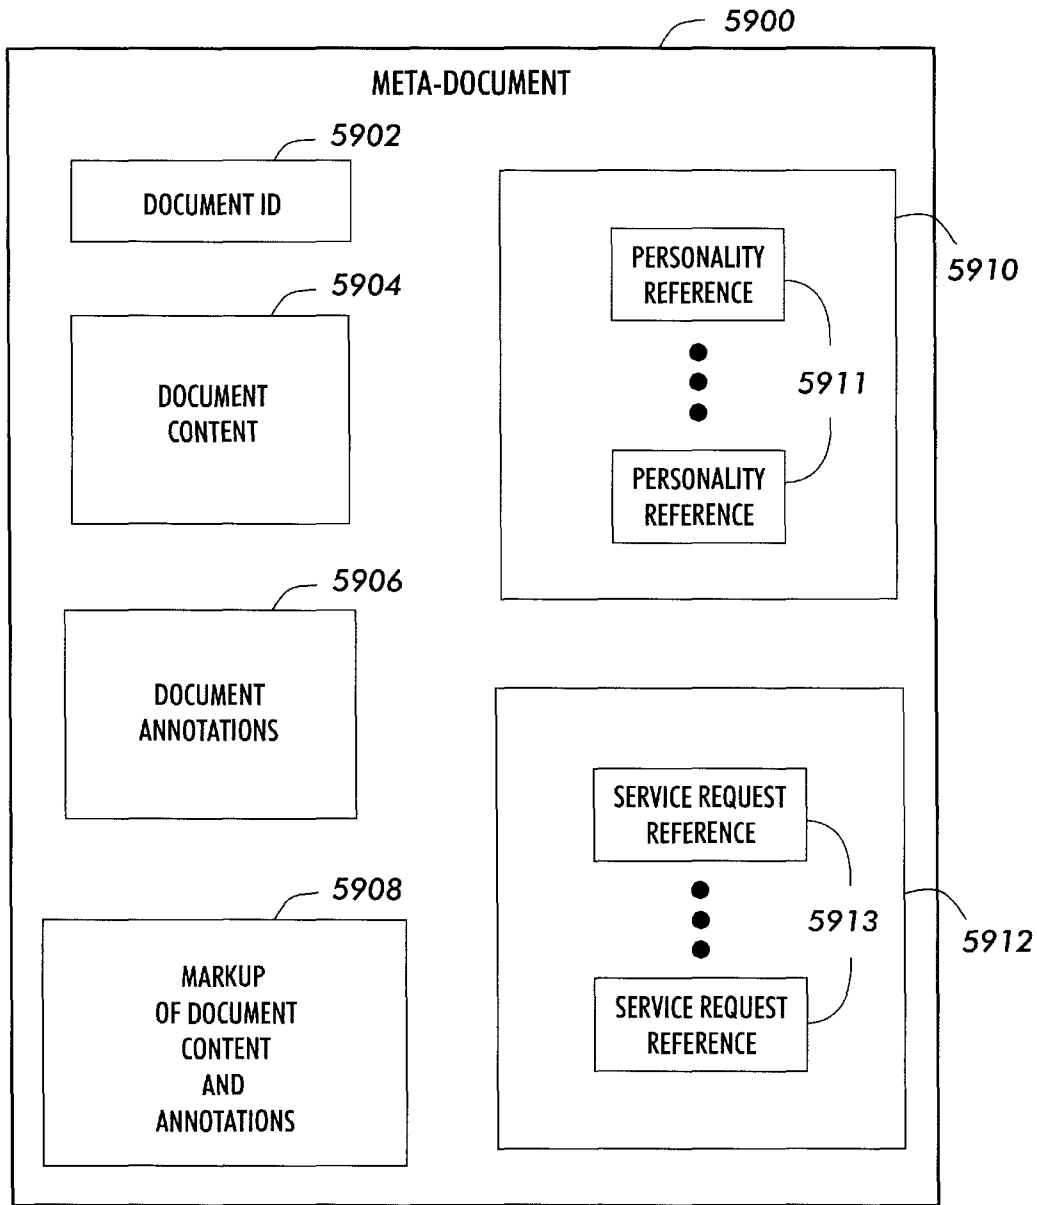 5900
META-DOCUMENT
5902
DOCUMENT ID
5904
DOCUMENT
CONTENT
5906
DOCUMENT
ANNOTATIONS
5908
MARKUP
OF DOCUMENT
CONTENT
AND
ANNOTATIONS
5910
PERSONALITY
REFERENCE
5911
PERSONALITY
REFERENCE
5912
SERVICE REQUEST
REFERENCE
5913
SERVICE REQUEST
REFERENCE